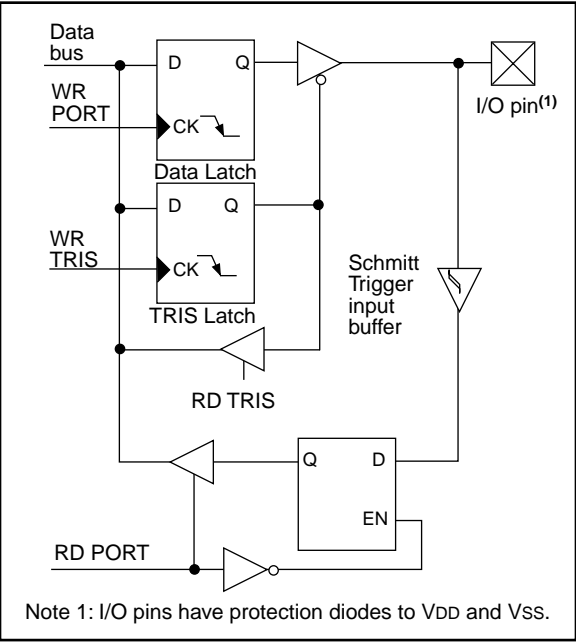 Data
bus
D
Q
WR
PORT
CK
I/O pin(1)
Data Latch
D
Q
WR
TRIS
CK
Schmitt
Trigger
input
buffer
TRIS Latch
RD TRIS
Q
D
EN
RD PORT
Note 1: I/O pins have protection diodes to VDD and VSS.